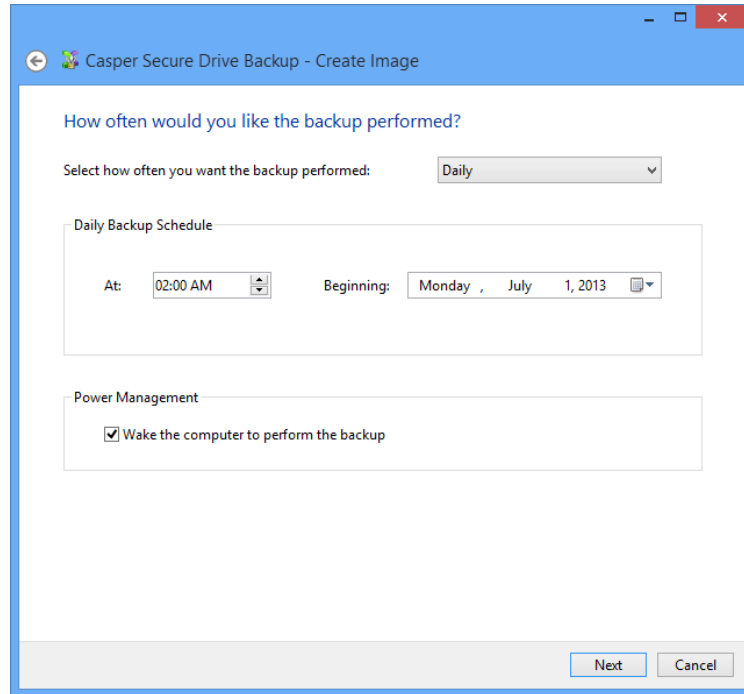 Casper Secure Drive Backup - Create Image
How often would you like the backup performed?
Select how often you want the backup performed: Daily
Daily Backup Schedule
At: 02:00 AM Beginning: Monday , July 1, 2013
Power Management
Wake the computer to perform the backup
Next Cancel